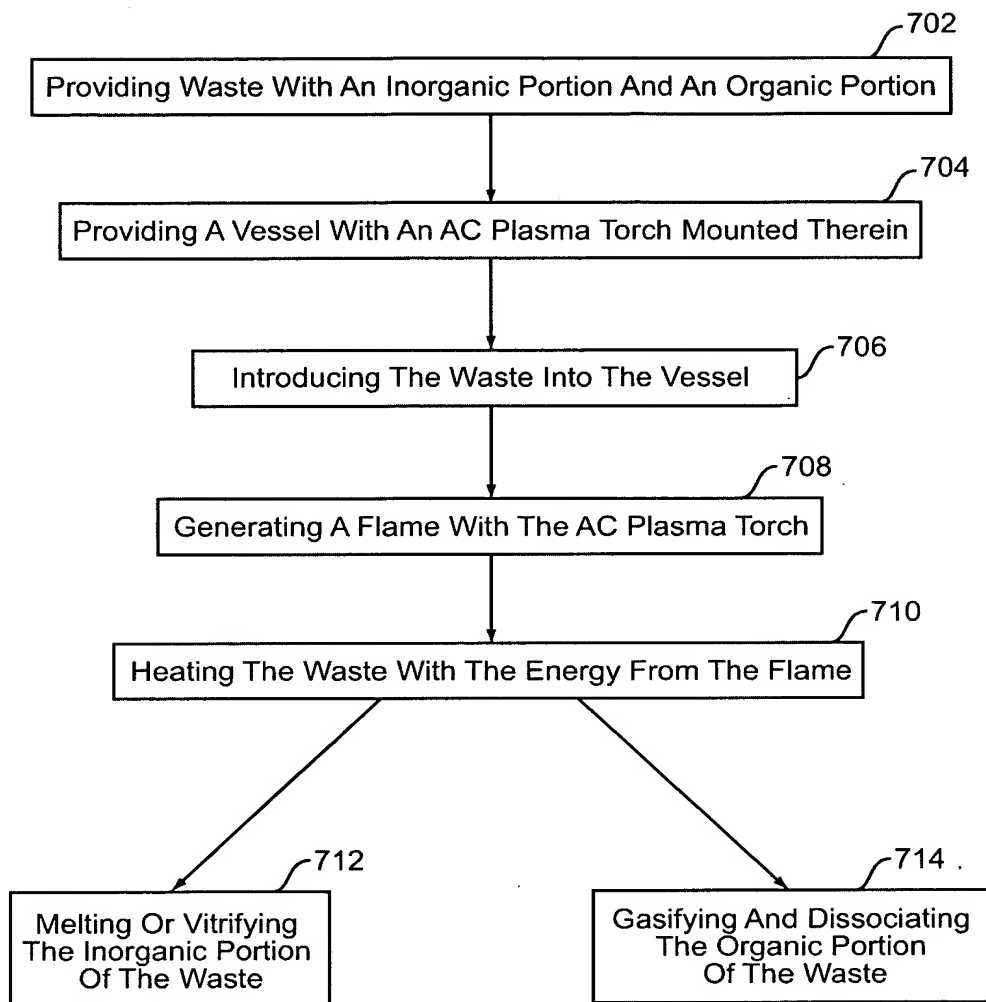 702
Providing Waste With An Inorganic Portion And An Organic Portion
704
Providing A Vessel With An AC Plasma Torch Mounted Therein
706
Introducing The Waste Into The Vessel
708
Generating A Flame With The AC Plasma Torch
710
Heating The Waste With The Energy From The Flame
712
Melting Or Vitrifying
The Inorganic Portion
Of The Waste
714
Gasifying And Dissociating
The Organic Portion
Of The Waste